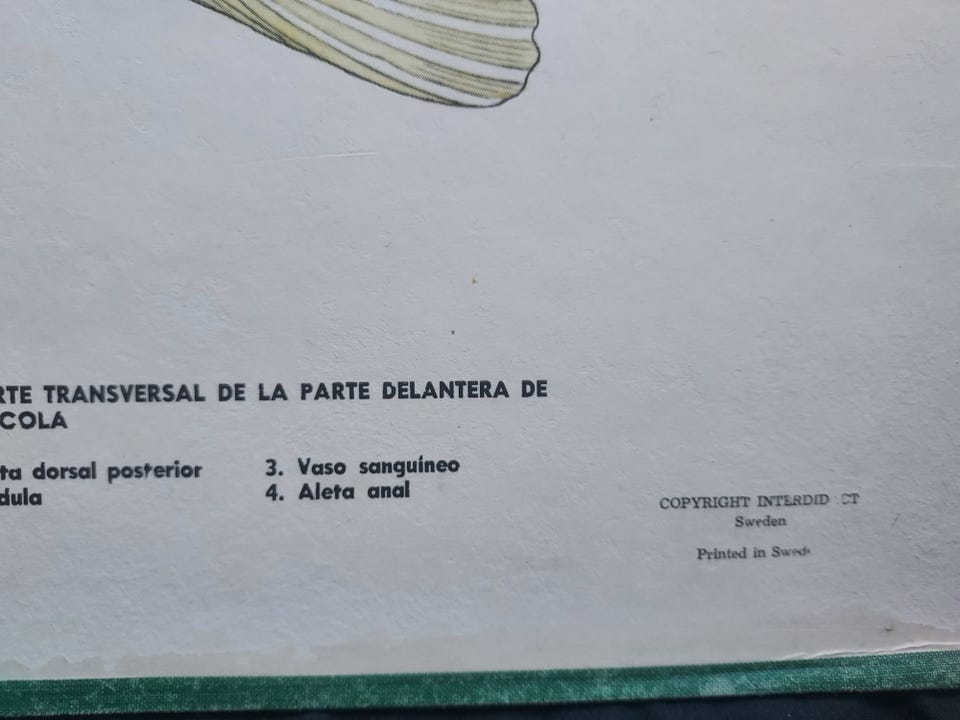 RTE TRANSVERSAL DE LA PARTE DELANTERA DE
COLA
ta dorsal posterior
dula
3. Vaso sanguíneo
4. Aleta anal
COPYRIGHT INTERDID CT
Sweden
Printed in Swed